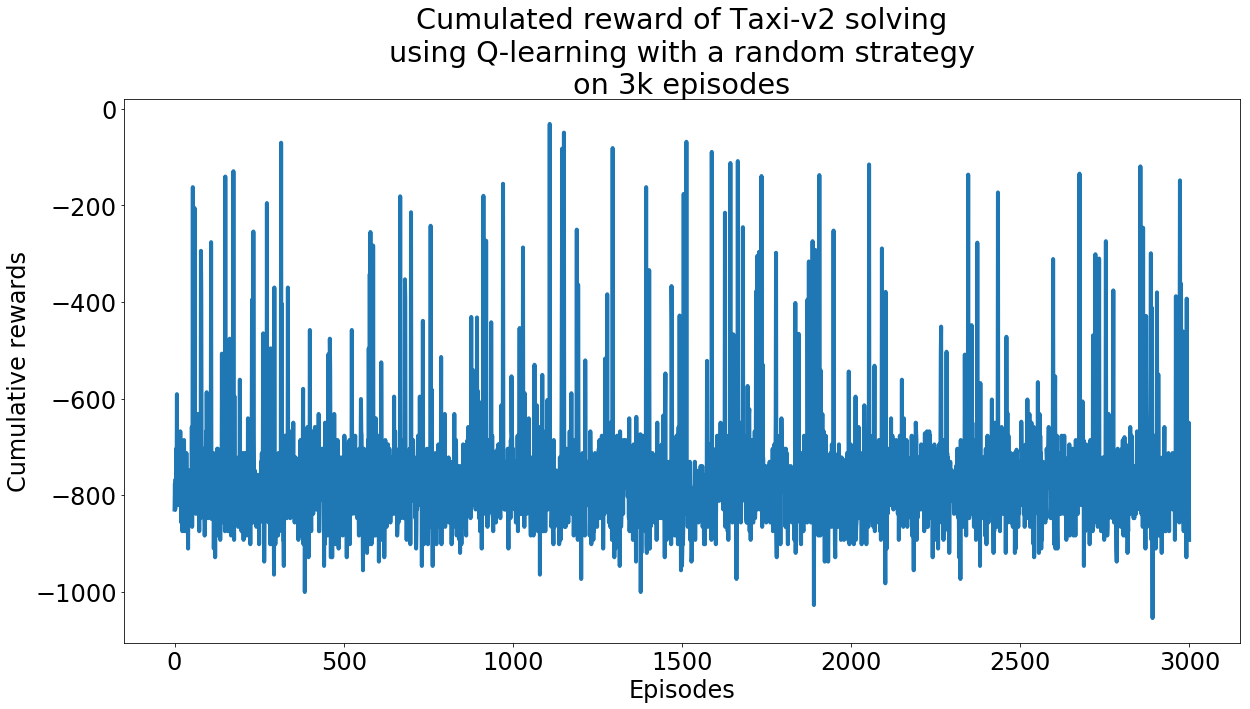 Cumulated reward of Taxi-v2 solving
using Q-learning with a random strategy
on 3k episodes
0
−200
−400
−600
−800
−1000
Cumulative rewards
0 500 1000 1500 2000 2500 3000
Episodes